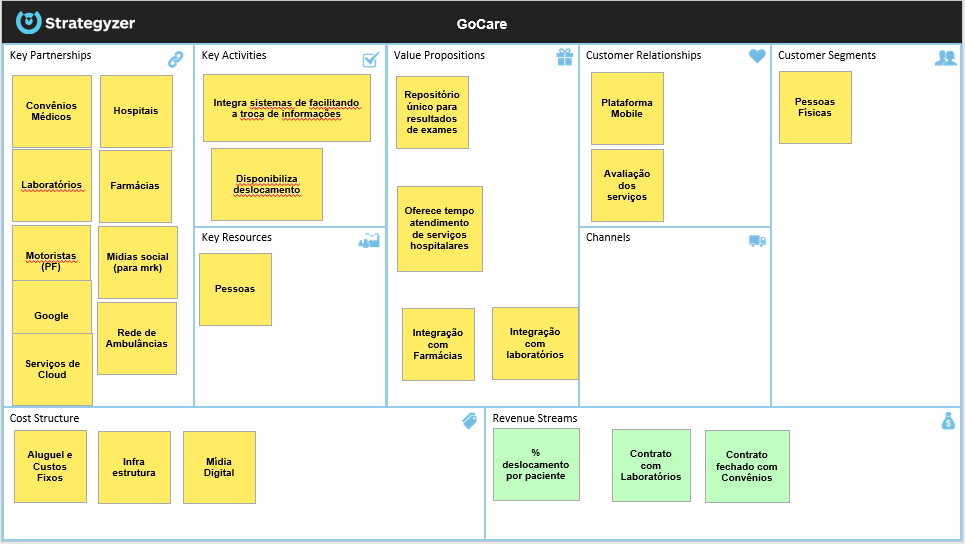 Strategyzer
GoCare
Key Partnerships
Convênios
Médicos
Hospitais
Laboratórios
Farmácias
Motoristas
(PF)
Midias social
(para mrk)
Google
Rede de
Ambulâncias
Serviços de
Cloud
Key Activities
Integra sistemas de facilitando
a troca de informações
Disponibiliza
deslocamento
Key Resources
Pessoas
Value Propositions
Repositório
único para
resultados
de exames
Oferece tempo
atendimento
de serviços
hospitalares
Integração
com
Farmácias
Integração
com
laboratórios
Customer Relationships
Plataforma
Mobile
Avaliação
dos
serviços
Channels
Customer Segments
Pessoas
Físicas
Cost Structure
Aluguel e
Custos
Fixos
Infra
estrutura
Mídia
Digital
Revenue Streams
%
deslocamento
por paciente
Contrato
com
Laboratórios
Contrato
fechado com
Convênios